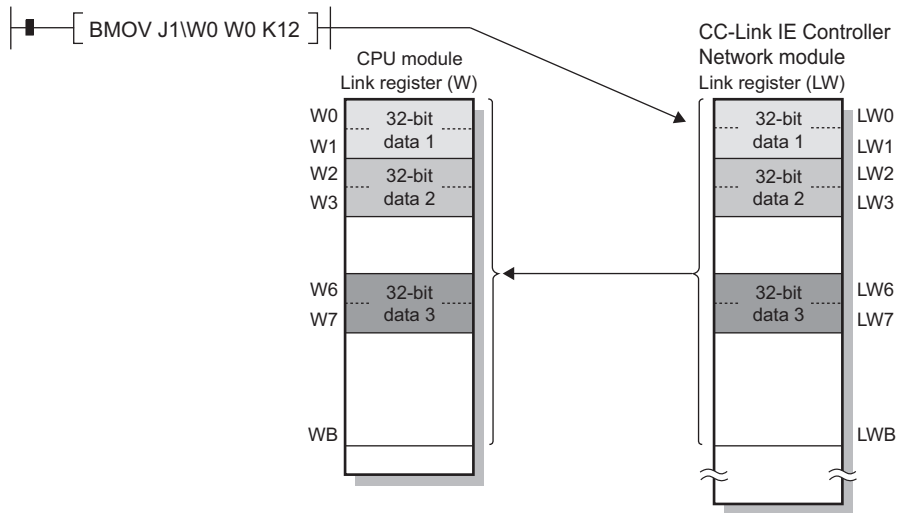 BMOV J1\W0 W0 K12
CPU module
Link register (W)
W0
W1
W2
W3
W6
W7
WB
32-bit
data 1
32-bit
data 2
32-bit
data 3
CC-Link IE Controller
Network module
Link register (LW)
32-bit
data 1
32-bit
data 2
32-bit
data 3
LW0
LW1
LW2
LW3
LW6
LW7
LWB